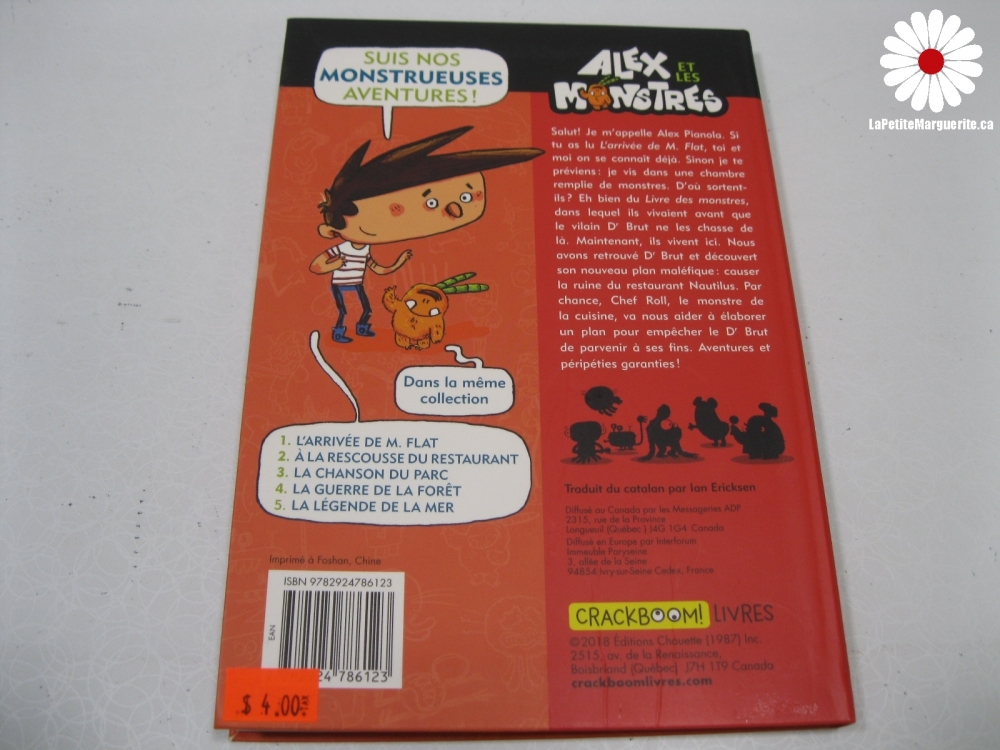 SUIS NOS
MONSTRUEUSES
AVENTURES !
Dans la même
collection
1. L'ARRIVÉE DE M. FLAT
2. À LA RESCOUSSE DU RESTAURANT
3. LA CHANSON DU PARC
4. LA GUERRE DE LA FORÊT
5. LA LÉGENDE DE LA MER
Imprimé à Foshan, Chine
ISBN 9782924786123
EAN
24 786123
$ 4.00
ALEX ET LES
MONSTRES
Salut! Je m'appelle Alex Pianola. Si
tu as lu L'arrivée de M. Flat, toi et
moi on se connaît déjà. Sinon je te
préviens : je vis dans une chambre
remplie de monstres. D'où sortent-
ils ? Eh bien du Livre des monstres,
dans lequel ils vivaient avant que
le vilain Dr Brut ne les chasse de
là. Maintenant, ils vivent ici. Nous
avons retrouvé Dr Brut et découvert
son nouveau plan maléfique : causer
la ruine du restaurant Nautilus. Par
chance, Chef Roll, le monstre de
la cuisine, va nous aider à élaborer
un plan pour empêcher le Dr Brut
de parvenir à ses fins. Aventures et
péripéties garanties !
Traduit du catalan par Ian Ericksen
Diffusé au Canada par les Messageries ADP
2315, rue de la Province
Longueuil (Québec ) J4G 1G4 Canada
Diffusé en Europe par Interforum
Immeuble Paryseine
3, allée de la Seine
94854 Ivry-sur-Seine Cedex, France
CRACKBOOM! LIVRES
©2018 Éditions Chouette (1987) Inc.
2515, av. de la Renaissance,
Boisbriand (Québec) J7H 1T9 Canada
crackboomlivres.com
LaPetiteMarguerite.ca